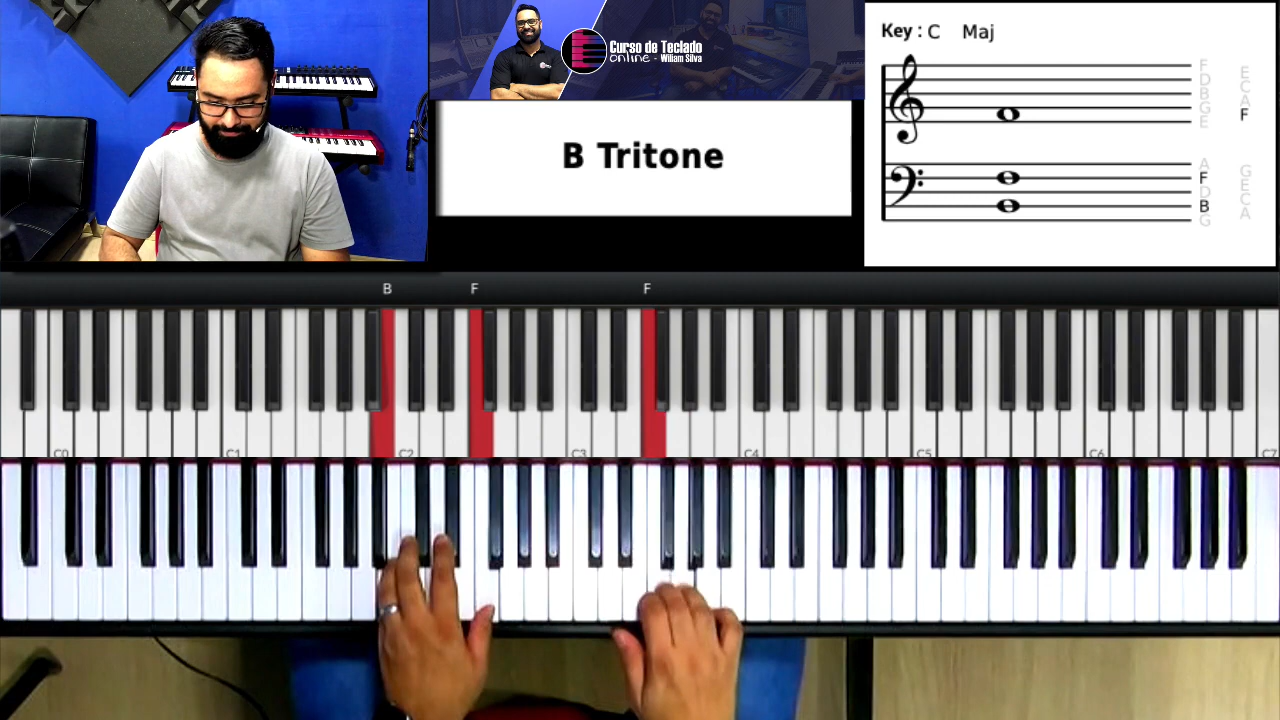 Curso de Teclado
Online - Wiliam Silva
B Tritone
Key : C Maj
F
D
B
G
E
E
C
A
F
A
F
D
B
G
G
E
C
A
B F F
C0 C1 C2 C3 C4 C5 C6 C7